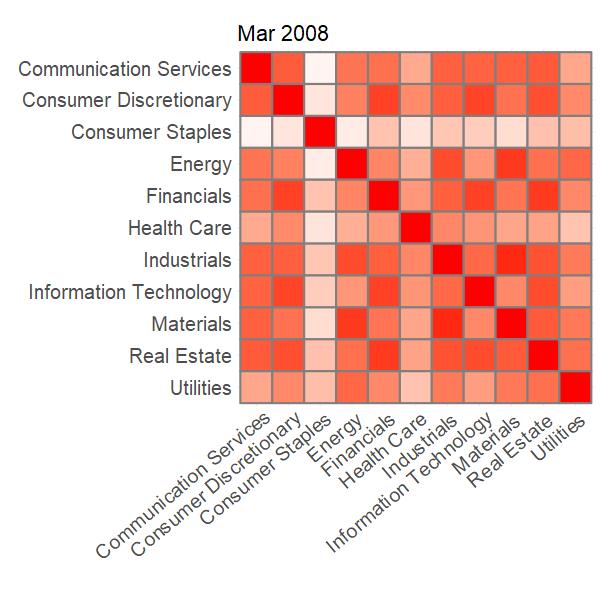 Mar 2008
Communication Services
Consumer Discretionary
Consumer Staples
Energy
Financials
Health Care
Industrials
Information Technology
Materials
Real Estate
Utilities
Communication Services
Consumer Discretionary
Consumer Staples
Energy
Financials
Health Care
Industrials
Information Technology
Materials
Real Estate
Utilities